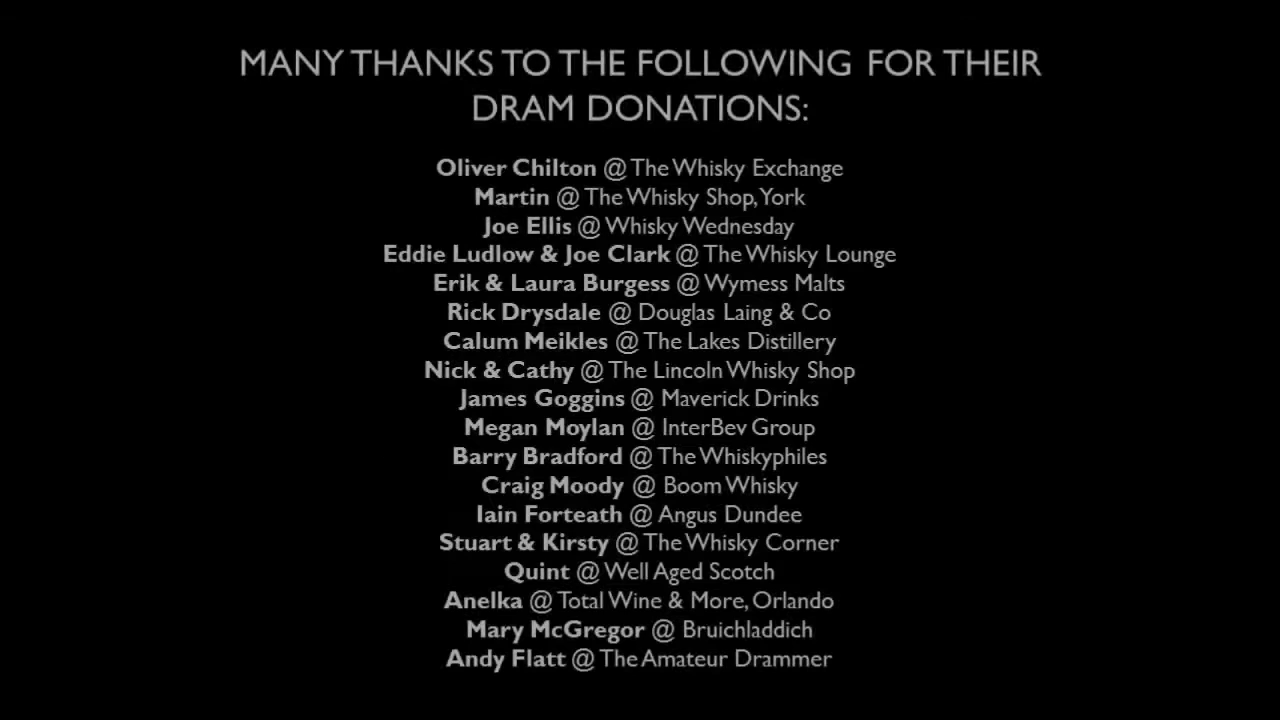 MANY THANKS TO THE FOLLOWING FOR THEIR
DRAM DONATIONS:
Oliver Chilton @ The Whisky Exchange
Martin @ The Whisky Shop, York
Joe Ellis @ Whisky Wednesday
Eddie Ludlow & Joe Clark @ The Whisky Lounge
Erik & Laura Burgess @ Wymess Malts
Rick Drysdale @ Douglas Laing & Co
Calum Meikles @ The Lakes Distillery
Nick & Cathy @ The Lincoln Whisky Shop
James Goggins @ Maverick Drinks
Megan Moylan @ InterBev Group
Barry Bradford @ The Whiskyphiles
Craig Moody @ Boom Whisky
Iain Forteath @ Angus Dundee
Stuart & Kirsty @ The Whisky Corner
Quint @ Well Aged Scotch
Anelka @ Total Wine & More, Orlando
Mary McGregor @ Bruichladdich
Andy Flatt @ The Amateur Drammer